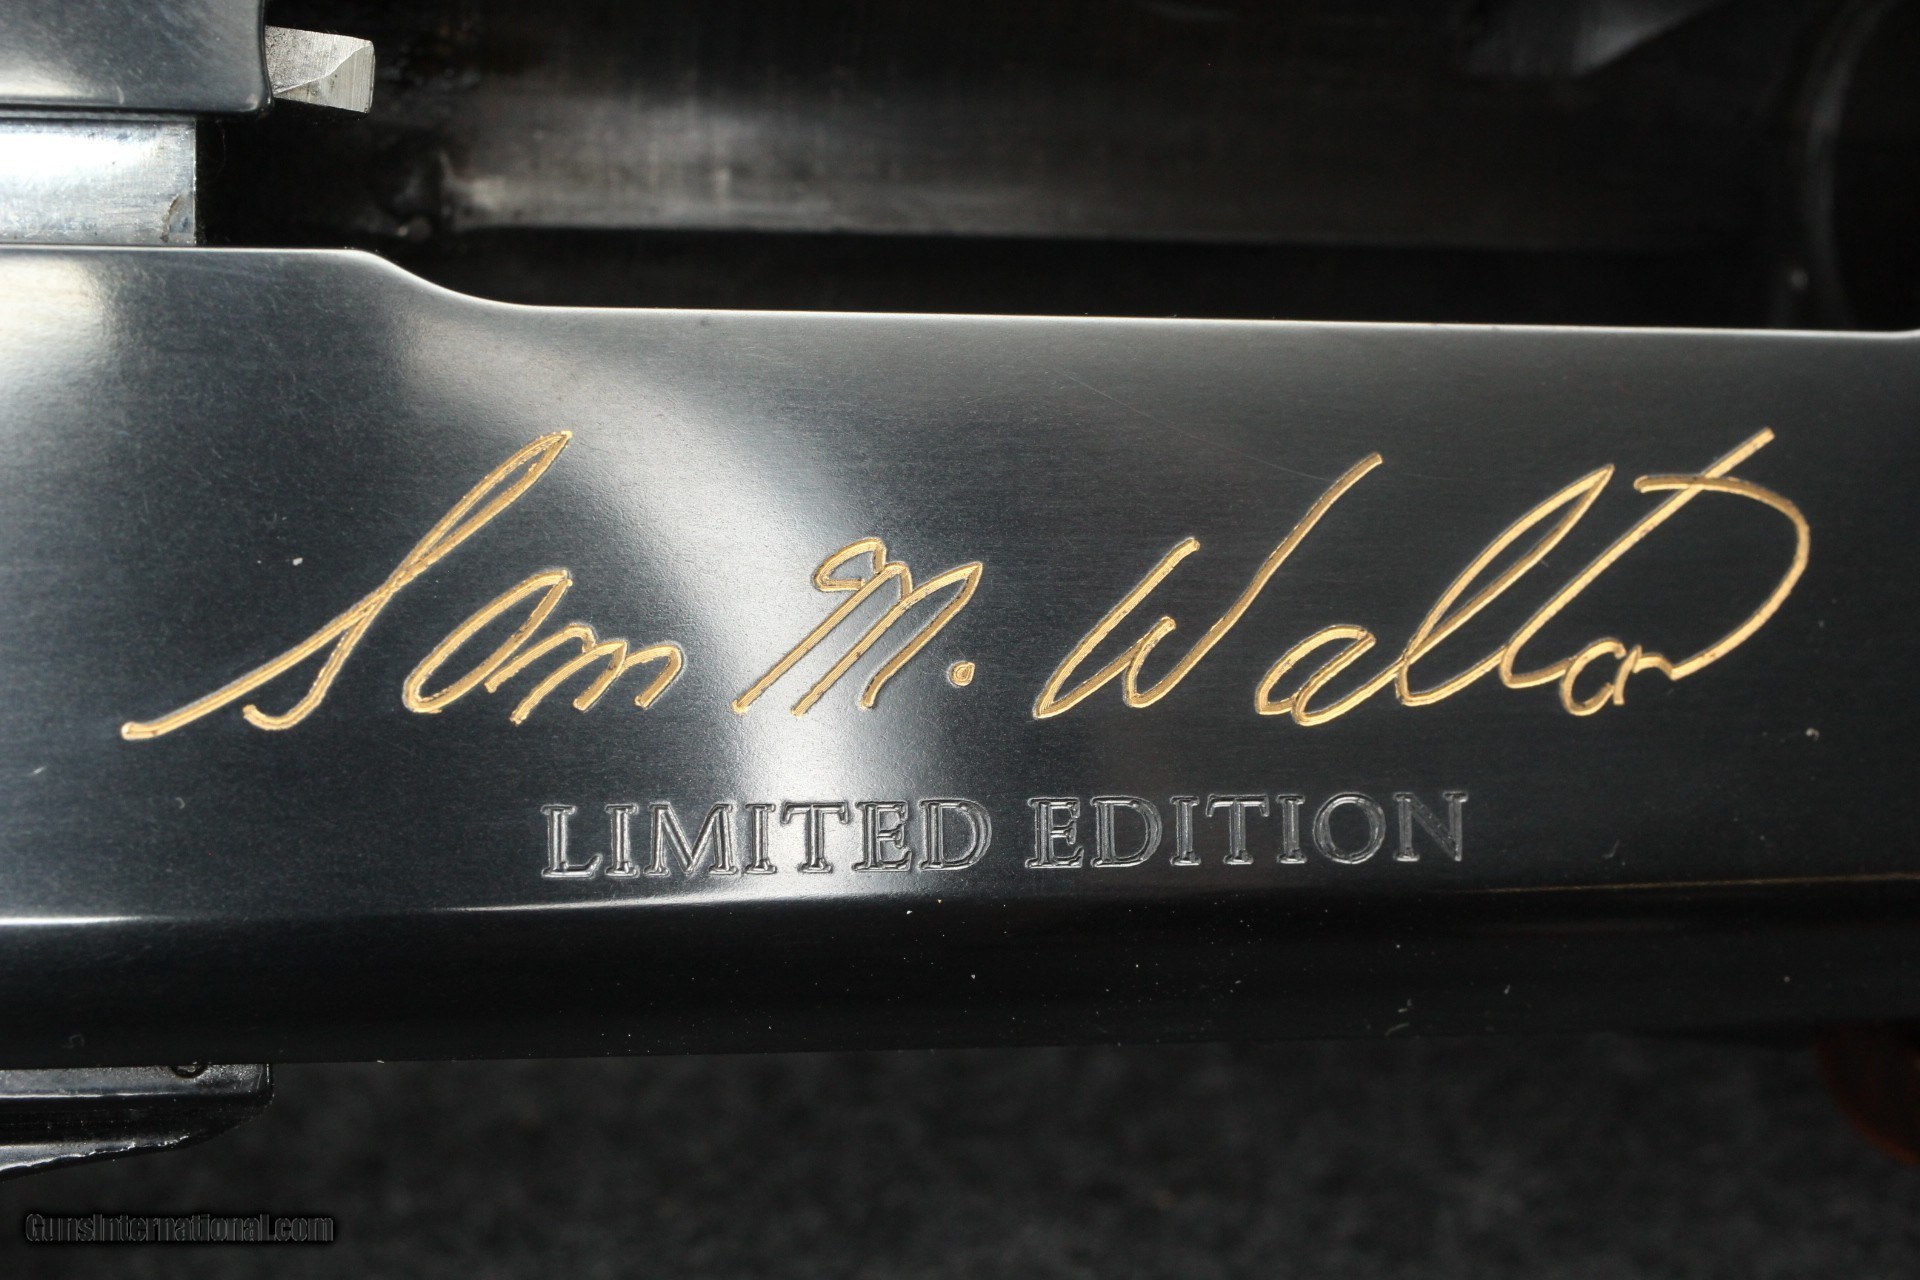 Sam M. Walton
LIMITED EDITION
GunsInternational.com